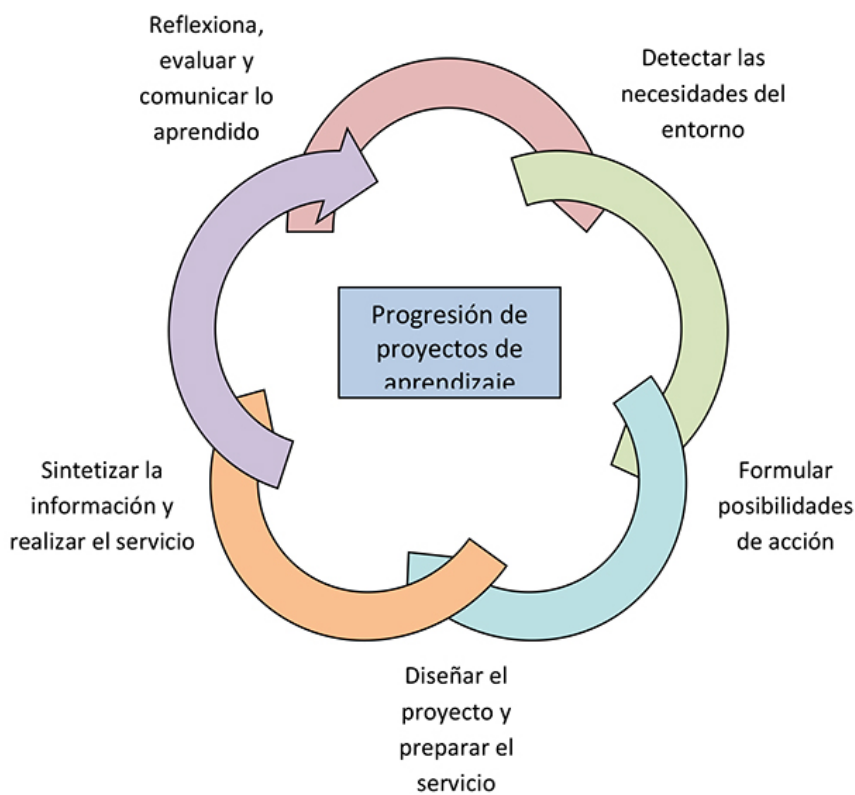 Reflexiona,
evaluar y
comunicar lo
aprendido
Detectar las
necesidades del
entorno
Progresión de
proyectos de
aprendizaje
Sintetizar la
información y
realizar el servicio
Formular
posibilidades
de acción
Diseñar el
proyecto y
preparar el
servicio